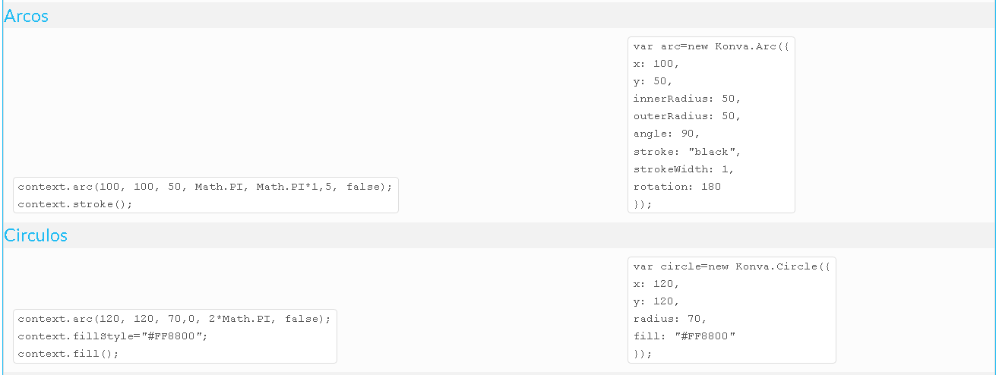 Arcos
context.arc(100, 100, 50, Math.PI, Math.PI*1,5, false);
context.stroke();
var arc=new Konva.Arc({
x: 100,
y: 50,
innerRadius: 50,
outerRadius: 50,
angle: 90,
stroke: "black",
strokeWidth: 1,
rotation: 180
});
Circulos
context.arc(120, 120, 70,0, 2*Math.PI, false);
context.fillStyle="#FF8800";
context.fill();
var circle=new Konva.Circle({
x: 120,
y: 120,
radius: 70,
fill: "#FF8800"
});